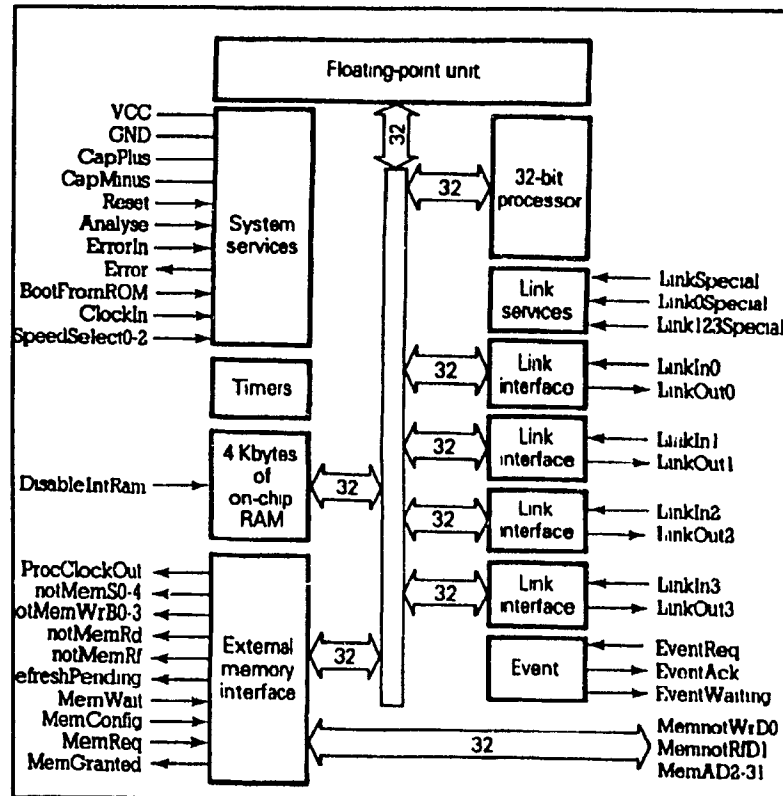 Floating-point unit
VCC
GND
CapPlus
CapMinus
Reset
Analyse
ErrorIn
Error
BootFromROM
ClockIn
SpeedSelect0-2
System
services
32
32
32-bit
processor
Link
services
LinkSpecial
Link0Special
Link123Special
Timers
32
Link
interface
LinkIn0
LinkOut0
DisableIntRam
4 Kbytes
of
on-chip
RAM
32
32
Link
interface
LinkIn1
LinkOut1
32
Link
interface
LinkIn2
LinkOut2
32
Link
interface
LinkIn3
LinkOut3
ProcClockOut
notMemS0-4
otMemWrB0-3
notMemRd
notMemRf
efreshPending
MemWait
MemConfig
MemReq
MemGranted
External
memory
interface
32
Event
EventReq
EventAck
EventWaiting
32
MemnotWrD0
MemnotRfD1
MemAD2-31